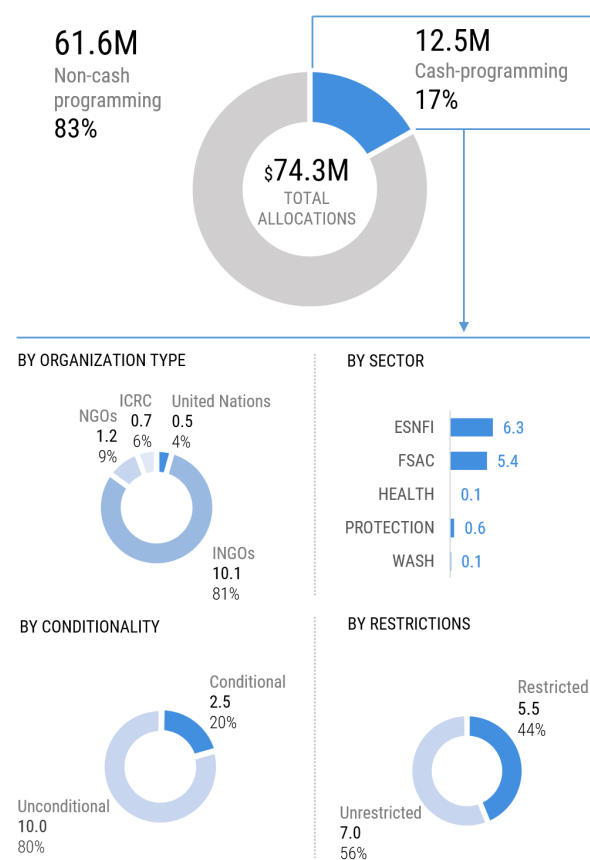 61.6M
Non-cash
programming
83%
12.5M
Cash-programming
17%
$74.3M
TOTAL
ALLOCATIONS
BY ORGANIZATION TYPE
ICRC
0.7
6%
United Nations
0.5
4%
NGOs
1.2
9%
INGOs
10.1
81%
BY SECTOR
ESNFI 6.3
FSAC 5.4
HEALTH 0.1
PROTECTION 0.6
WASH 0.1
BY CONDITIONALITY
Conditional
2.5
20%
Unconditional
10.0
80%
BY RESTRICTIONS
Restricted
5.5
44%
Unrestricted
7.0
56%